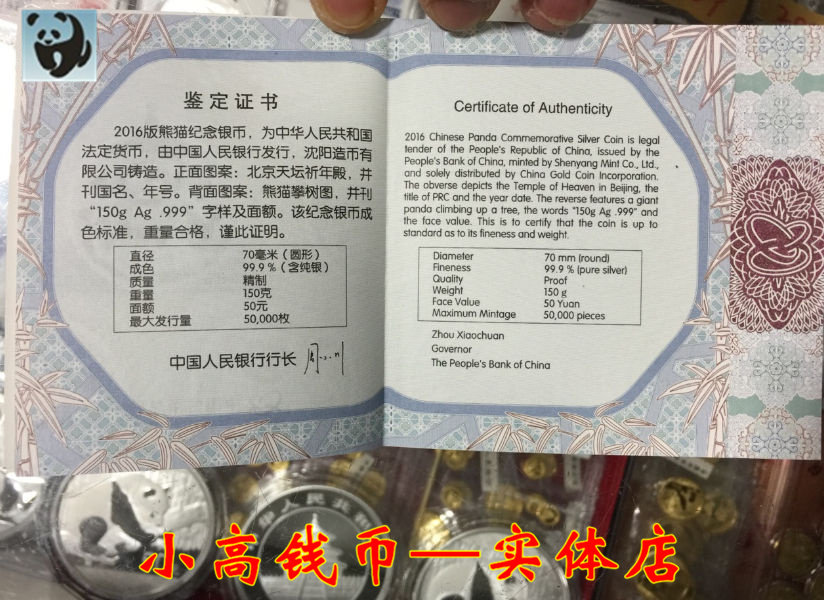 鉴定证书
2016版熊猫纪念银币，为中华人民共和国
法定货币，由中国人民银行发行，沈阳造币有
限公司铸造。正面图案：北京天坛祈年殿，并
刊国名、年号。背面图案：熊猫攀树图，并刊
“150g Ag .999”字样及面额。该纪念银币成
色标准，重量合格，谨此证明。
直径 70毫米（圆形）
成色 99.9 %（含纯银）
质量 精制
重量 150克
面额 50元
最大发行量 50,000枚
中国人民银行行长
Certificate of Authenticity
2016 Chinese Panda Commemorative Silver Coin is legal
tender of the People's Republic of China, issued by the
People's Bank of China, minted by Shenyang Mint Co., Ltd.,
and solely distributed by China Gold Coin Incorporation.
The obverse depicts the Temple of Heaven in Beijing, the
title of PRC and the year date. The reverse features a giant
panda climbing up a tree, the words "150g Ag .999" and
the face value. This is to certify that the coin is up to
standard as to its fineness and weight.
Diameter 70 mm (round)
Fineness 99.9 % (pure silver)
Quality Proof
Weight 150 g
Face Value 50 Yuan
Maximum Mintage 50,000 pieces
Zhou Xiaochuan
Governor
The People's Bank of China
小高钱币—实体店